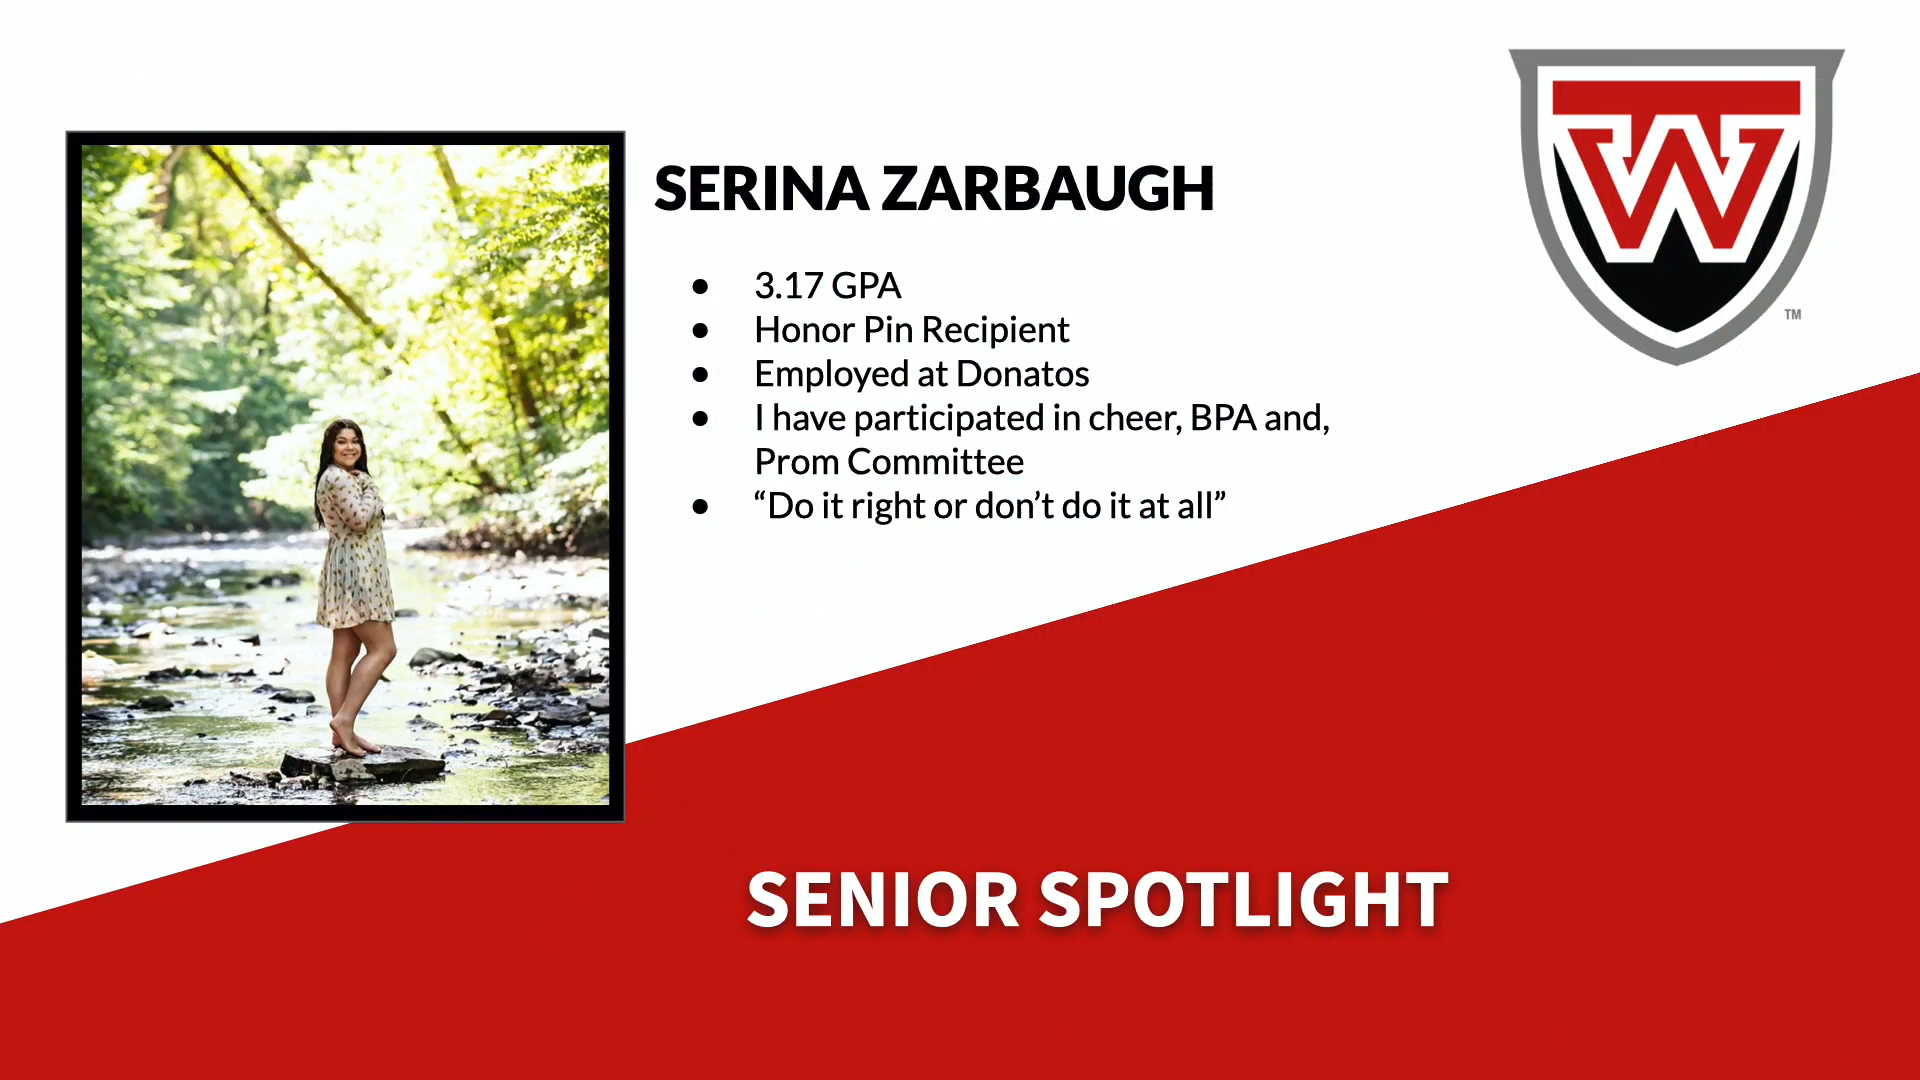 SERINA ZARBAUGH
● 3.17 GPA
● Honor Pin Recipient
● Employed at Donatos
● I have participated in cheer, BPA and,
Prom Committee
● “Do it right or don’t do it at all”
W
TM
SENIOR SPOTLIGHT